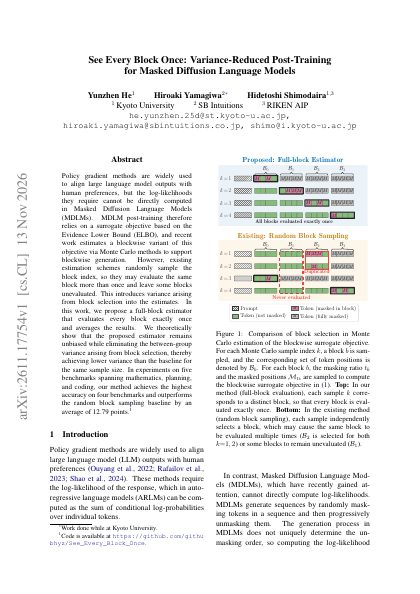 See Every Block Once: Variance-Reduced Post-Training
for Masked Diffusion Language Models
Yunzhen He¹ Hiroaki Yamagiwa²* Hidetoshi Shimodaira¹,³
¹ Kyoto University ² SB Intuitions ³ RIKEN AIP
he.yunzhen.25d@st.kyoto-u.ac.jp,
hiroaki.yamagiwa@sbintuitions.co.jp, shimo@i.kyoto-u.ac.jp
arXiv:2611.17754v1 [cs.CL] 13 Nov 2026
Abstract
Policy gradient methods are widely used
to align large language model outputs with
human preferences, but the log-likelihoods
they require cannot be directly computed
in Masked Diffusion Language Models
(MDLMs). MDLM post-training therefore
relies on a surrogate objective based on the
Evidence Lower Bound (ELBO), and recent
work estimates a blockwise variant of this
objective via Monte Carlo methods to support
blockwise generation. However, existing
estimation schemes randomly sample
the block index, so they may evaluate the same
block more than once and leave some blocks
unevaluated. This introduces variance
arising from block selection into the estimates. In
this work, we propose a full-block estimator
that evaluates every block exactly once
and averages the results. We theoretically
show that the proposed estimator remains
unbiased while eliminating the between-group
variance arising from block selection, thereby
achieving lower variance than the baseline for
the same sample size. In experiments on five
benchmarks spanning mathematics, planning,
and coding, our method achieves the highest
accuracy on four benchmarks and outperforms
the random block sampling baseline by an
average of 12.79 points.¹
1 Introduction
Policy gradient methods are widely used to align
large language model (LLM) outputs with human
preferences (Ouyang et al., 2022; Rafailov et al.,
2023; Shao et al., 2024). These methods require
the log-likelihood of the response, which in auto-
regressive language models (ARLMs) can be com-
puted as the sum of conditional log-probabilities
over individual tokens.
*Work done while at Kyoto University.
¹Code is available at https://github.com/githu
bhyz/See_Every_Block_Once.
Proposed: Full-block Estimator
B₁ B₂ B₃ B₄
k=1
k=2
k=3
k=4
All blocks evaluated exactly once
Existing: Random Block Sampling
B₁ B₂ B₃ B₄
k=1
k=2
Duplicated
k=3
k=4
Never evaluated
Prompt
Token (masked in block)
Token (not masked)
Token (fully masked)
Figure 1: Comparison of block selection in Monte
Carlo estimation of the blockwise surrogate objective.
For each Monte Carlo sample index k, a block is sam-
pled, and the corresponding set of token positions
is denoted by Bᵦ. For each block b, the masking ratio tᵦ
and the masked positions are sampled to compute
the blockwise surrogate objective in (1). Top: In our
method (full-block evaluation), each sample k corre-
sponds to a distinct block, so that every block is eval-
uated exactly once. Bottom: In the existing method
(random block sampling), each sample independently
selects a block, which may cause the same block to
be evaluated multiple times (B₃ is selected for both
k=1, 2) or some blocks to remain unevaluated (B₂).
In contrast, Masked Diffusion Language Mod-
els (MDLMs), which have recently gained at-
tention, cannot directly compute log-likelihoods.
MDLMs generate sequences by randomly mask-
ing tokens in a sequence and then progressively
unmasking them. The generation process in
MDLMs does not uniquely determine the un-
masking order, so computing the log-likelihood